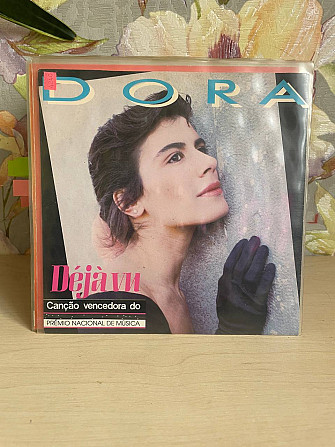 DORA
Déjà vu
Canção vencedora do
PRÉMIO NACIONAL DE MÚSICA